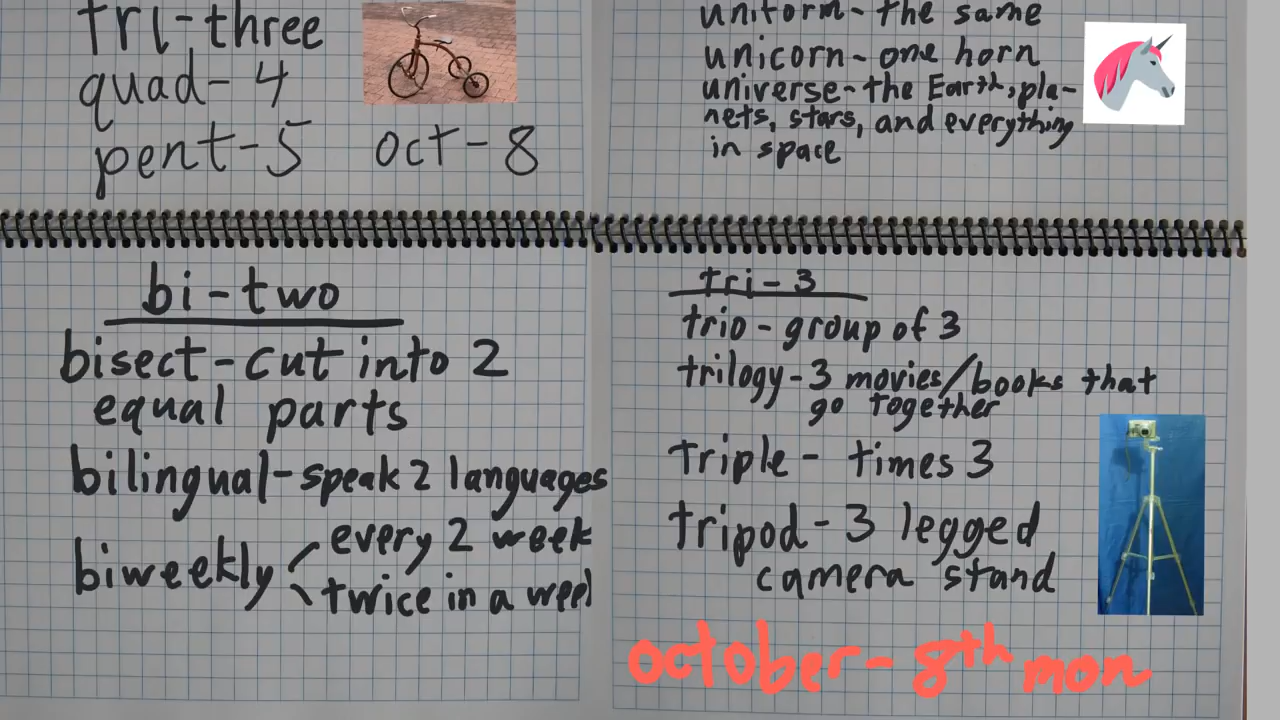 tri-three
quad-4
pent-5 oct-8
uniform-the same
unicorn-one horn
universe-the Earth, pla-
nets, stars, and everything
in space
bi-two
bisect-cut into 2
equal parts
bilingual-speak 2 languages
biweekly every 2 week
twice in a week
tri-3
trio-group of 3
trilogy-3 movies/books that
go together
triple- times 3
tripod-3 legged
camera stand
october-8th mon